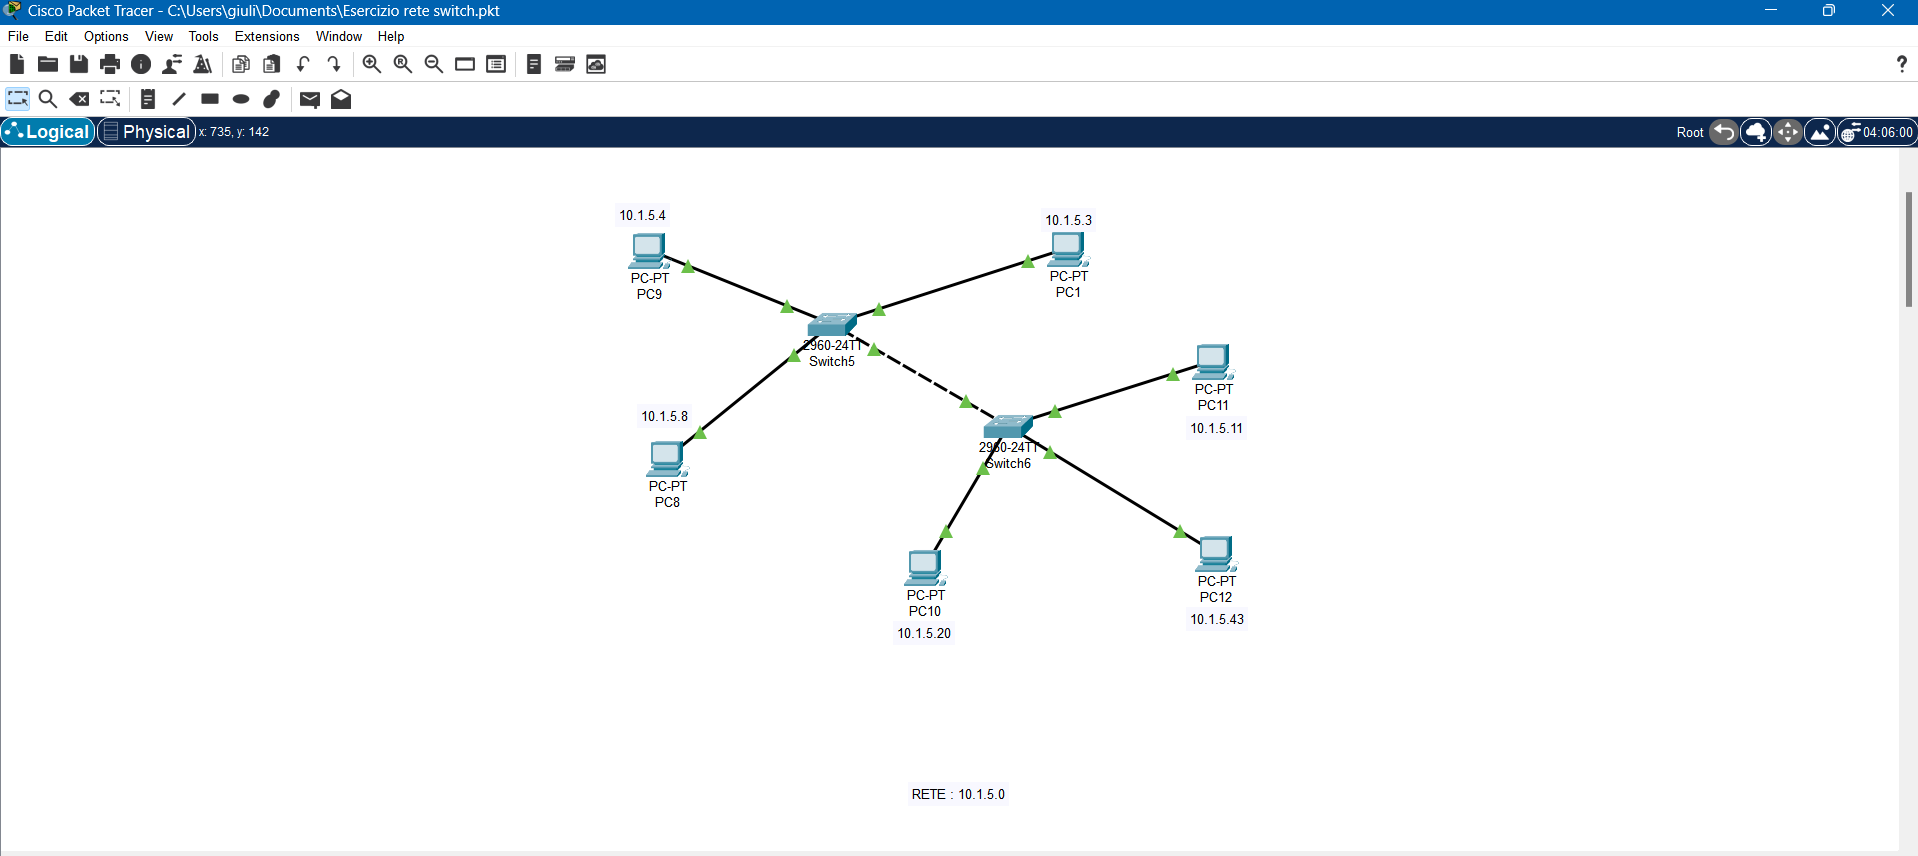 Cisco Packet Tracer - C:\Users\giuli\Documents\Esercizio rete switch.pkt
File Edit Options View Tools Extensions Window Help
?
Logical Physical x: 735, y: 142 Root 04:06:00
10.1.5.4
PC-PT
PC9
10.1.5.3
PC-PT
PC1
2960-24TT
Switch5
PC-PT
PC11
10.1.5.11
10.1.5.8
PC-PT
PC8
2960-24TT
Switch6
PC-PT
PC10
10.1.5.20
PC-PT
PC12
10.1.5.43
RETE : 10.1.5.0